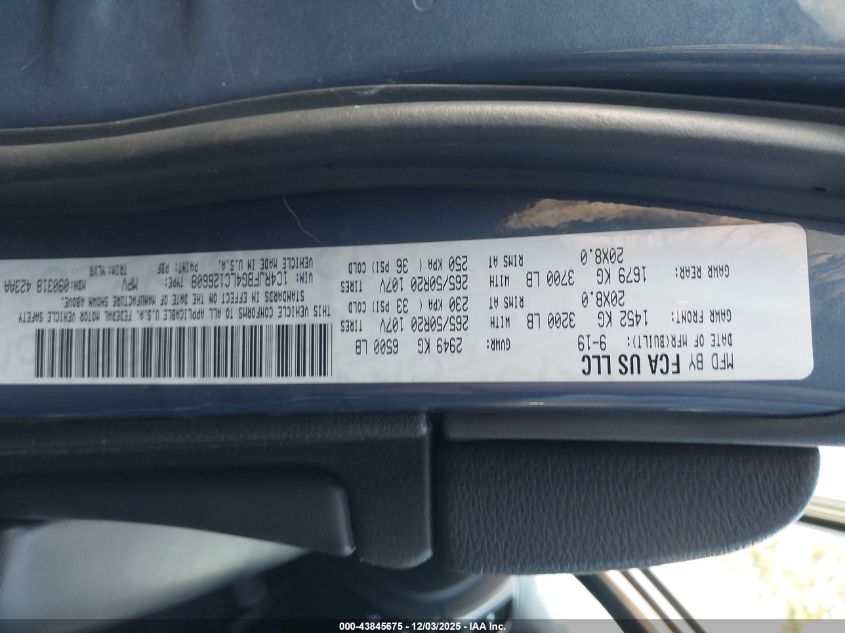 MFD BY FCA US LLC
DATE OF MFR(BUILT): 9-19 GVWR: 2949 KG 6500 LB
GAWR FRONT: 1452 KG 3200 LB WITH 265/50R20 107V TIRES
20X8.0 RIMS AT 230 KPA ( 33 PSI) COLD
GAWR REAR: 1679 KG 3700 LB WITH 265/50R20 107V TIRES
20X8.0 RIMS AT 250 KPA ( 36 PSI) COLD
THIS VEHICLE CONFORMS TO ALL APPLICABLE U.S.A. FEDERAL MOTOR VEHICLE SAFETY
STANDARDS IN EFFECT ON THE DATE OF MANUFACTURE SHOWN ABOVE.
VIN: 1C4RJFBG4LC126608 TYPE: MPV MDH:090318 423AA
VEHICLE MADE IN U.S.A. PAINT: PBF TRIM:
000-43845675 - 12/03/2025 - IAA Inc.